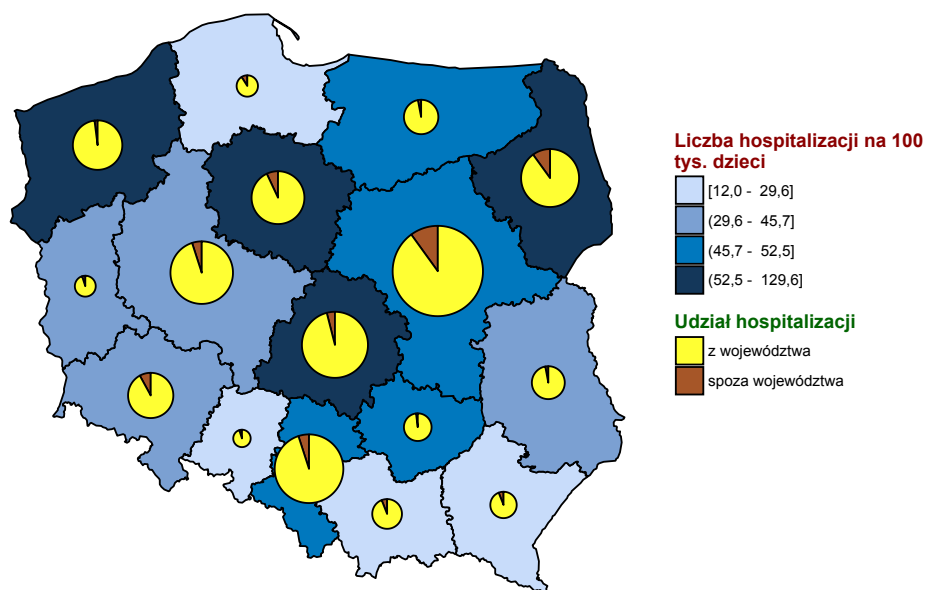 Liczba hospitalizacji na 100
tys. dzieci
[12,0 - 29,6]
(29,6 - 45,7]
(45,7 - 52,5]
(52,5 - 129,6]
Udział hospitalizacji
z województwa
spoza województwa